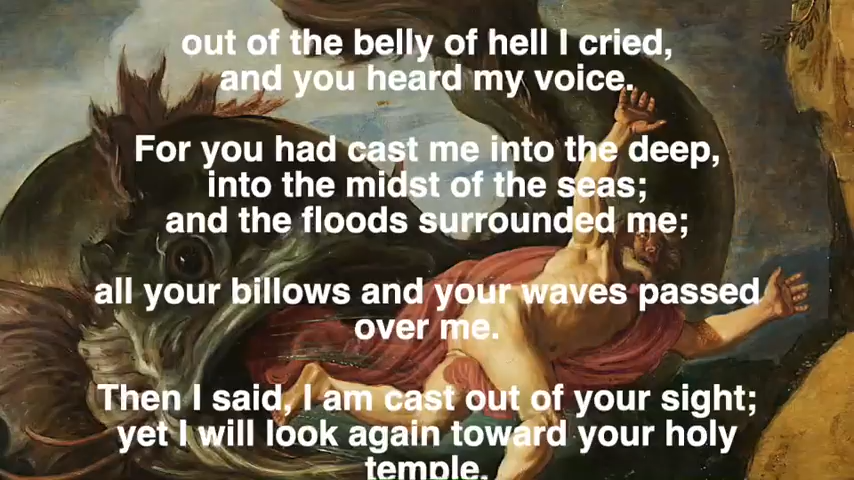 out of the belly of hell I cried,
and you heard my voice.
For you had cast me into the deep,
into the midst of the seas;
and the floods surrounded me;
all your billows and your waves passed
over me.
Then I said, I am cast out of your sight;
yet I will look again toward your holy
temple.